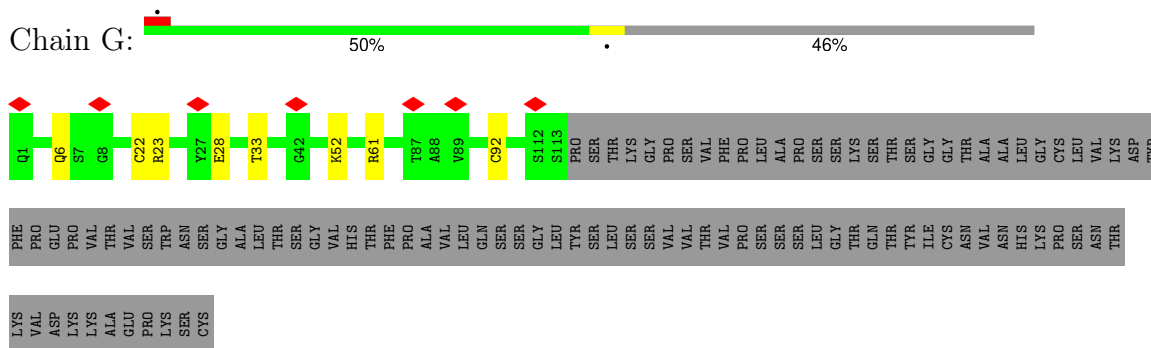 Chain G: 50% 46%
Q1 Q6 S7 G8 C22 R23 Y27 E28 T33 G42 K52 R61 T87 A88 V89 C92 S112 S113 PRO SER THR LYS GLY PRO SER VAL PHE PRO LEU ALA PRO SER SER LYS SER THR SER GLY GLY THR ALA ALA LEU GLY CYS LEU VAL LYS ASP TYR
PHE PRO GLU PRO VAL THR VAL SER TRP ASN SER GLY ALA LEU THR SER GLY VAL HIS THR PHE PRO ALA VAL LEU GLN SER SER GLY LEU TYR SER LEU SER SER VAL VAL THR VAL PRO SER SER SER LEU GLY THR GLN THR TYR ILE CYS ASN VAL ASN HIS LYS PRO SER ASN THR
LYS VAL ASP LYS LYS ALA GLU PRO LYS SER CYS